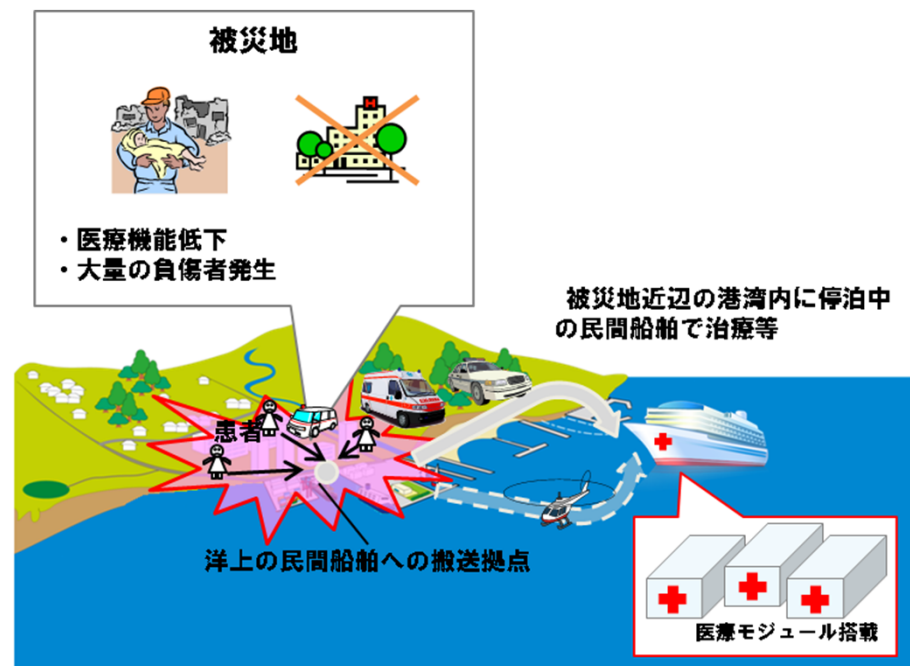 被災地
H
・医療機能低下
・大量の負傷者発生
被災地近辺の港湾内に停泊中
の民間船舶で治療等
患者
洋上の民間船舶への搬送拠点
医療モジュール搭載